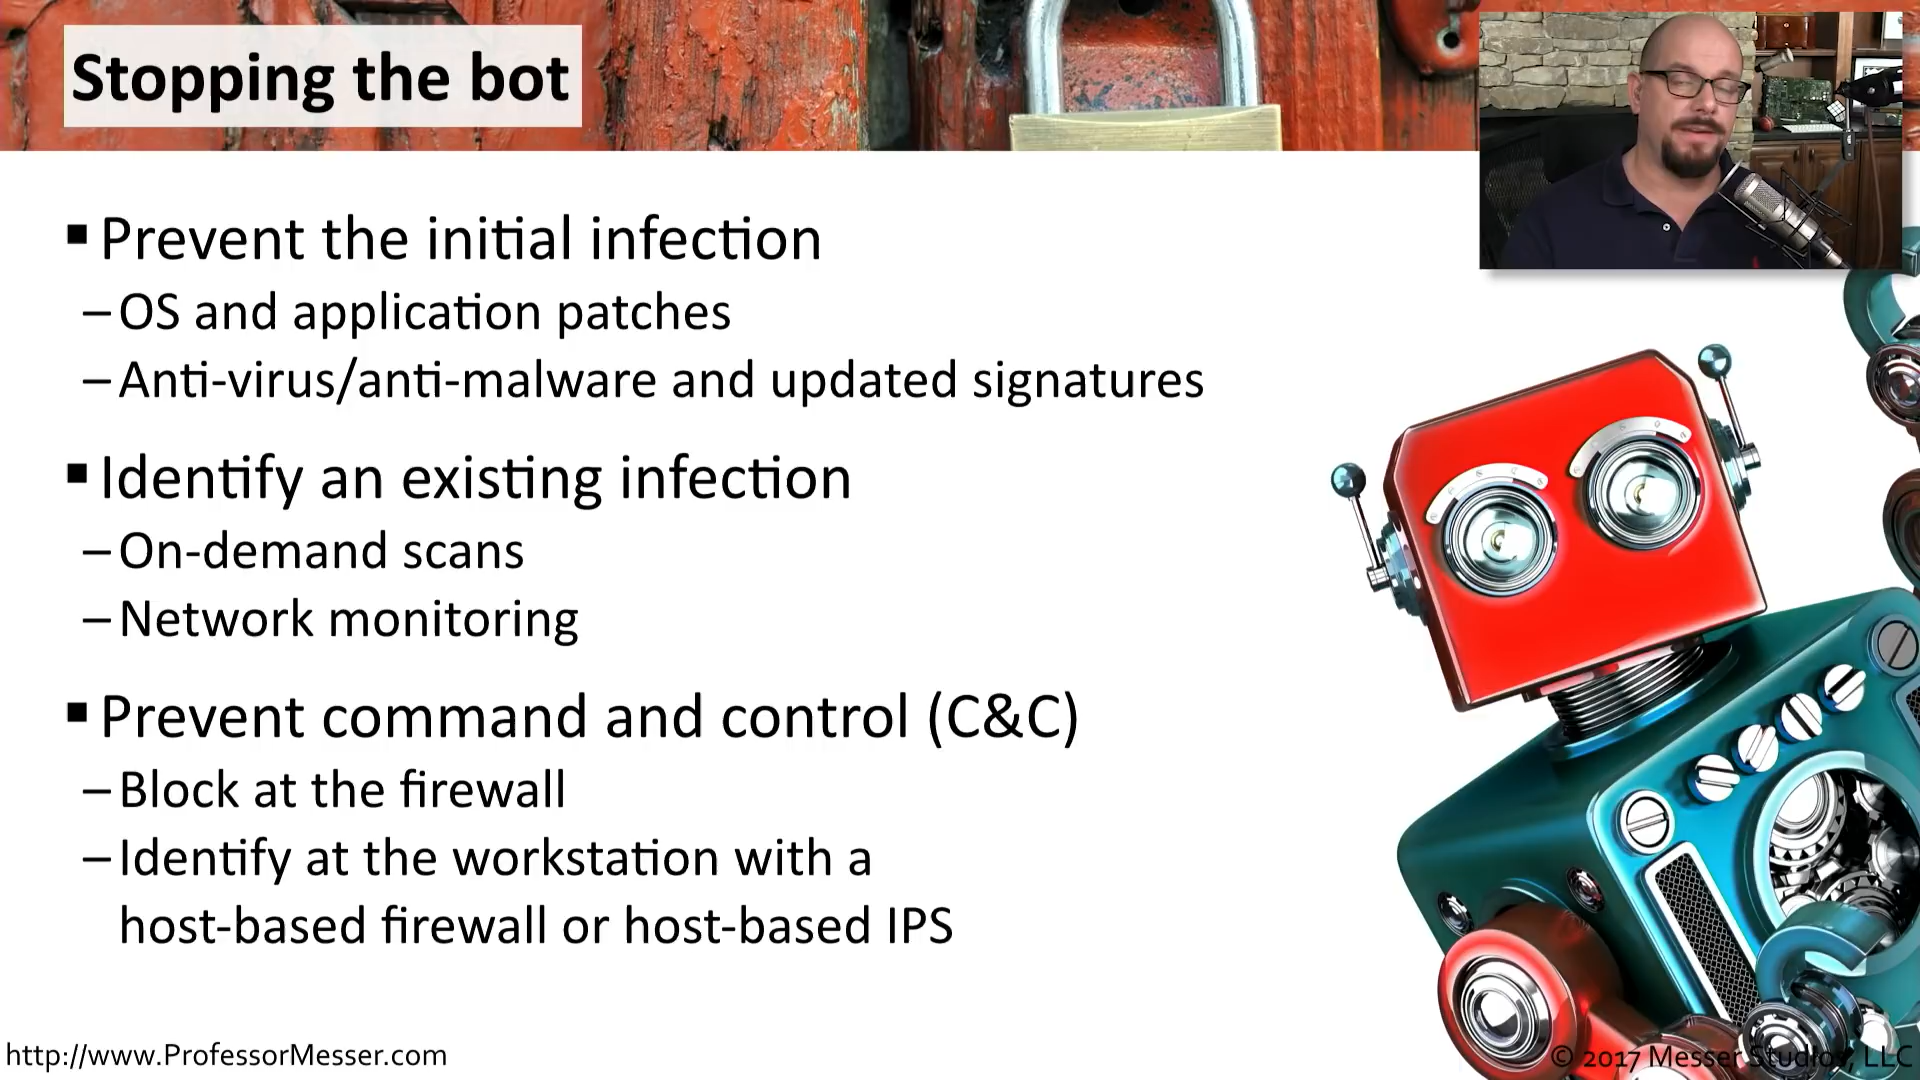 Stopping the bot
▪ Prevent the initial infection
– OS and application patches
– Anti-virus/anti-malware and updated signatures
▪ Identify an existing infection
– On-demand scans
– Network monitoring
▪ Prevent command and control (C&C)
– Block at the firewall
– Identify at the workstation with a
host-based firewall or host-based IPS
http://www.ProfessorMesser.com
© 2017 Messer Studios, LLC